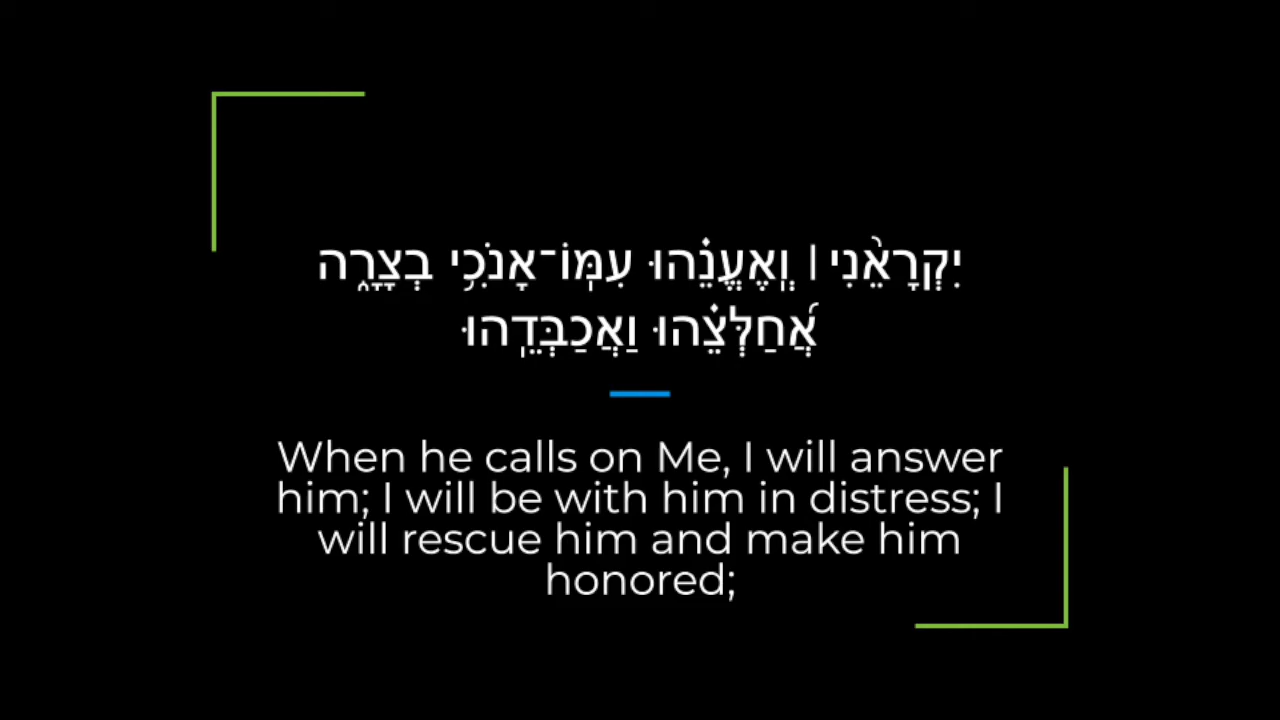 יִקְרָאֵ֨נִי ׀ וְֽאֶעֱנֵ֗הוּ עִמּֽוֹ־אָנֹכִ֥י בְצָרָ֑ה
אֲ֝חַלְּצֵ֗הוּ וַֽאֲכַבְּדֵֽהוּ
When he calls on Me, I will answer
him; I will be with him in distress; I
will rescue him and make him
honored;